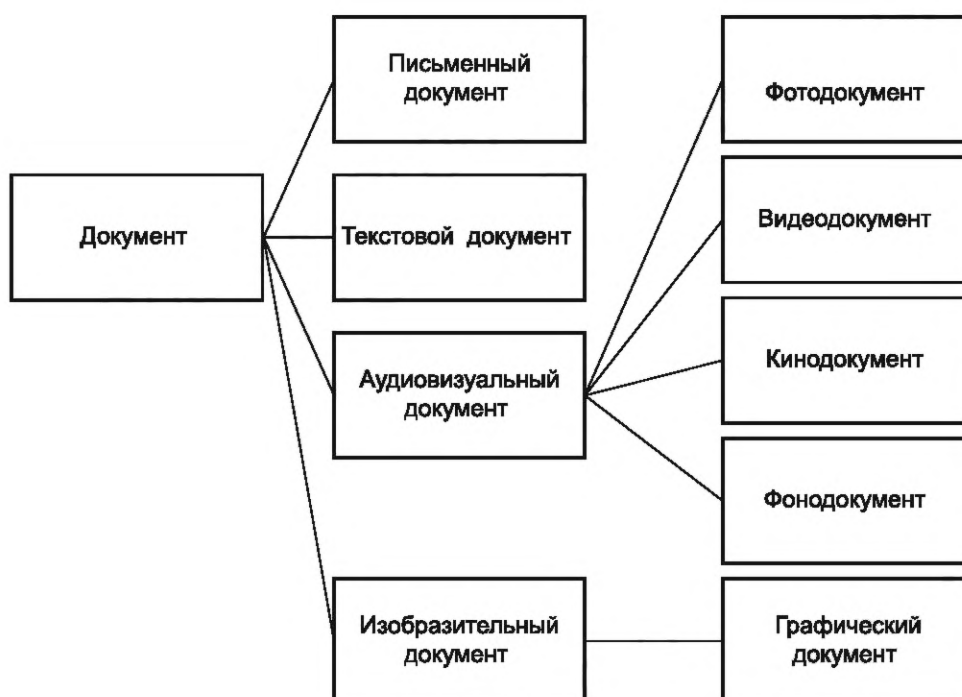 Письменный
документ
Фотодокумент
Документ
Текстовой документ
Видеодокумент
Аудиовизуальный
документ
Кинодокумент
Фонодокумент
Изобразительный
документ
Графический
документ